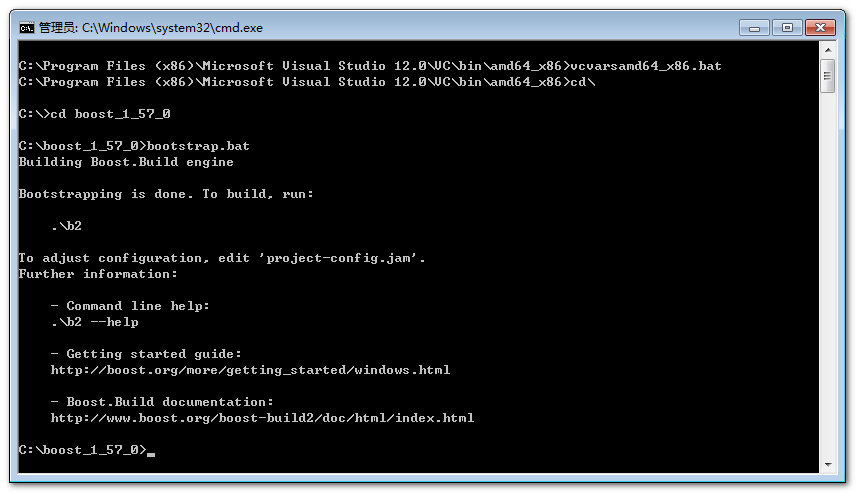 管理员: C:\Windows\system32\cmd.exe
C:\Program Files (x86)\Microsoft Visual Studio 12.0\VC\bin\amd64_x86>vcvarsamd64_x86.bat
C:\Program Files (x86)\Microsoft Visual Studio 12.0\VC\bin\amd64_x86>cd\
C:\>cd boost_1_57_0
C:\boost_1_57_0>bootstrap.bat
Building Boost.Build engine
Bootstrapping is done. To build, run:
.\b2
To adjust configuration, edit 'project-config.jam'.
Further information:
- Command line help:
.\b2 --help
- Getting started guide:
http://boost.org/more/getting_started/windows.html
- Boost.Build documentation:
http://www.boost.org/boost-build2/doc/html/index.html
C:\boost_1_57_0>